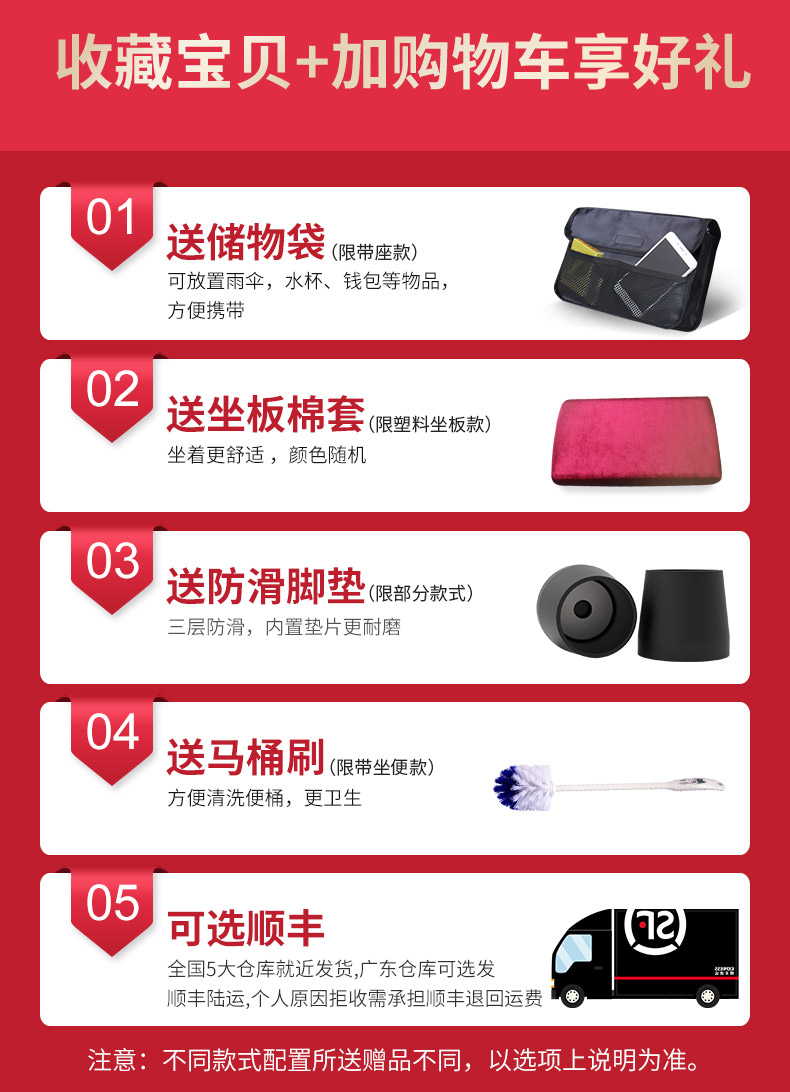 收藏宝贝+加购物车享好礼
01
送储物袋(限带座款)
可放置雨伞，水杯、钱包等物品，
方便携带
02
送坐板棉套(限塑料坐板款)
坐着更舒适，颜色随机
03
送防滑脚垫(限部分款式)
三层防滑，内置垫片更耐磨
04
送马桶刷(限带坐便款)
方便清洗便桶，更卫生
05
可选顺丰
全国5大仓库就近发货,广东仓库可选发
顺丰陆运,个人原因拒收需承担顺丰退回运费
SF
EXPRESS
注意：不同款式配置所送赠品不同，以选项上说明为准。